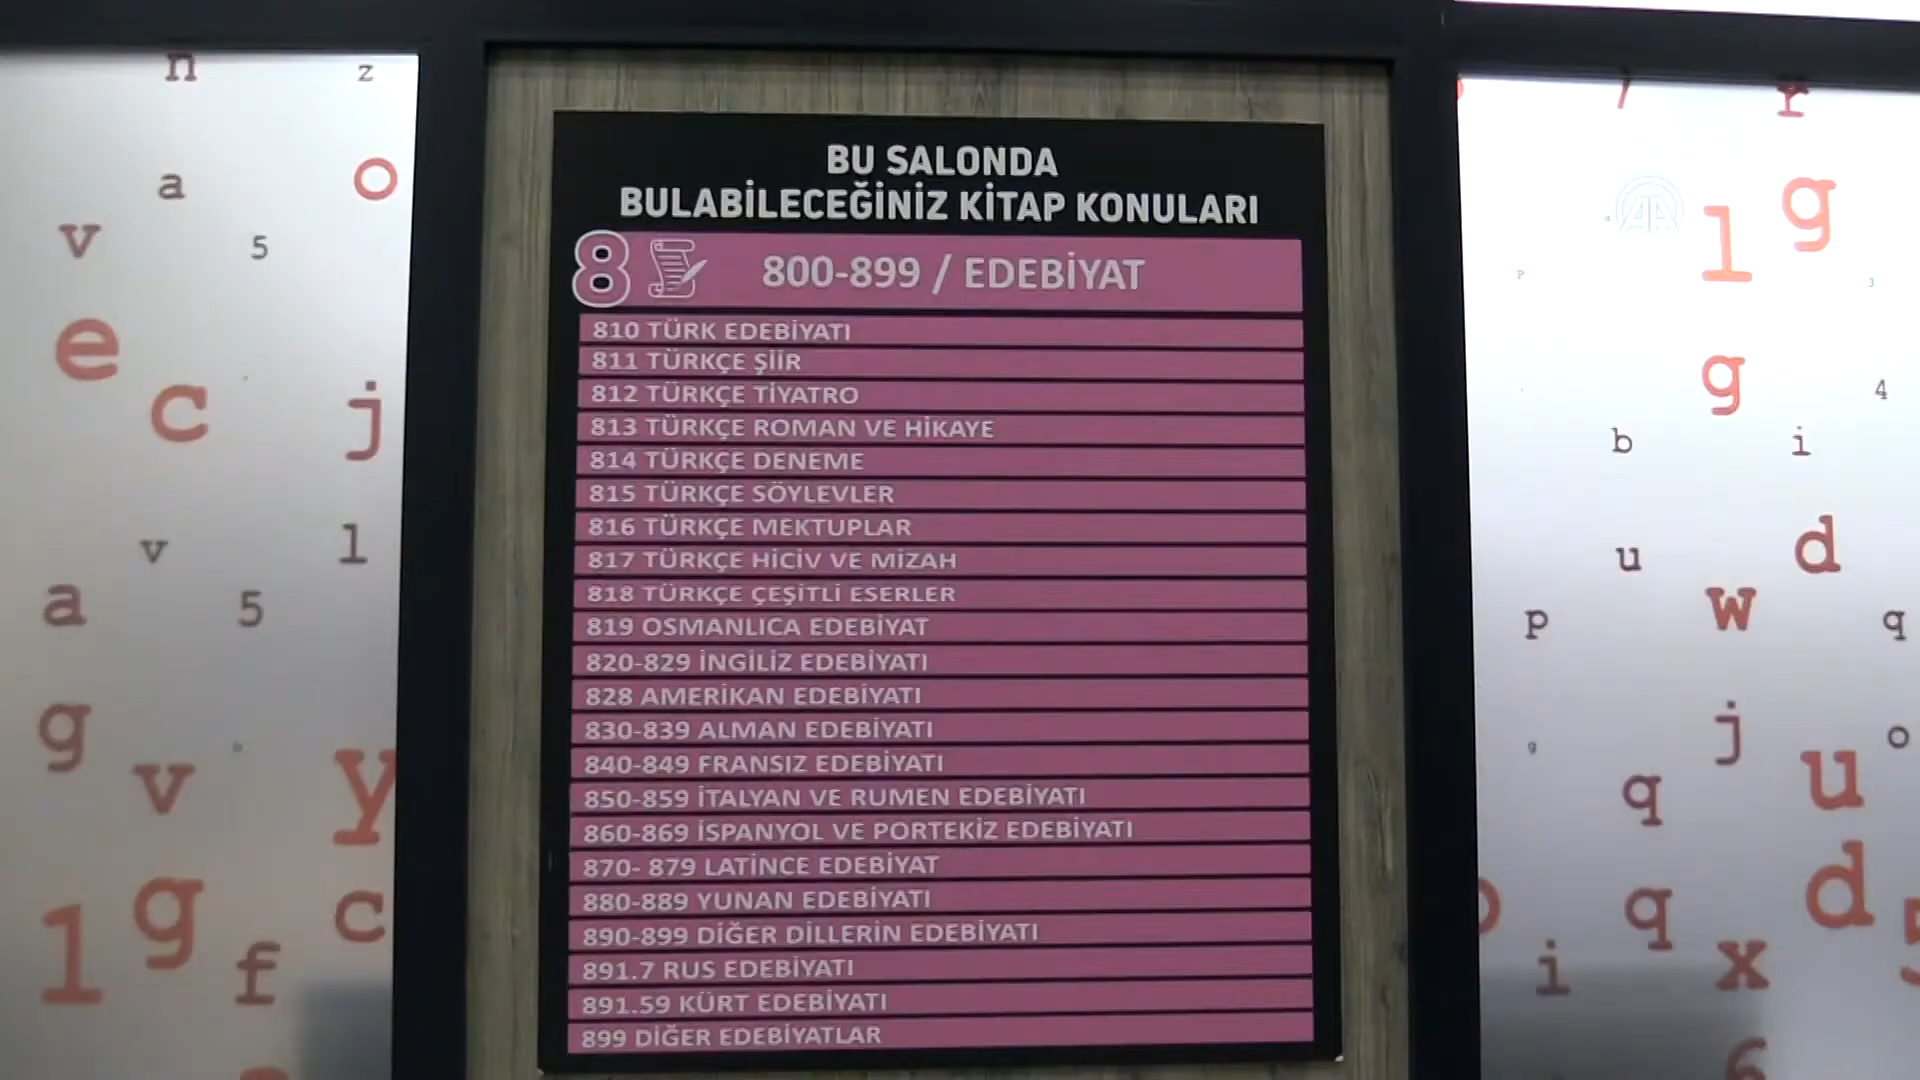 BU SALONDA
BULABİLECEĞİNİZ KİTAP KONULARI
8 800-899 / EDEBİYAT
810 TÜRK EDEBİYATI
811 TÜRKÇE ŞİİR
812 TÜRKÇE TİYATRO
813 TÜRKÇE ROMAN VE HİKAYE
814 TÜRKÇE DENEME
815 TÜRKÇE SÖYLEVLER
816 TÜRKÇE MEKTUPLAR
817 TÜRKÇE HİCİV VE MİZAH
818 TÜRKÇE ÇEŞİTLİ ESERLER
819 OSMANLICA EDEBİYAT
820-829 İNGİLİZ EDEBİYATI
828 AMERİKAN EDEBİYATI
830-839 ALMAN EDEBİYATI
840-849 FRANSIZ EDEBİYATI
850-859 İTALYAN VE RUMEN EDEBİYATI
860-869 İSPANYOL VE PORTEKİZ EDEBİYATI
870- 879 LATİNCE EDEBİYAT
880-889 YUNAN EDEBİYATI
890-899 DİĞER DİLLERİN EDEBİYATI
891.7 RUS EDEBİYATI
891.59 KÜRT EDEBİYATI
899 DİĞER EDEBİYATLAR